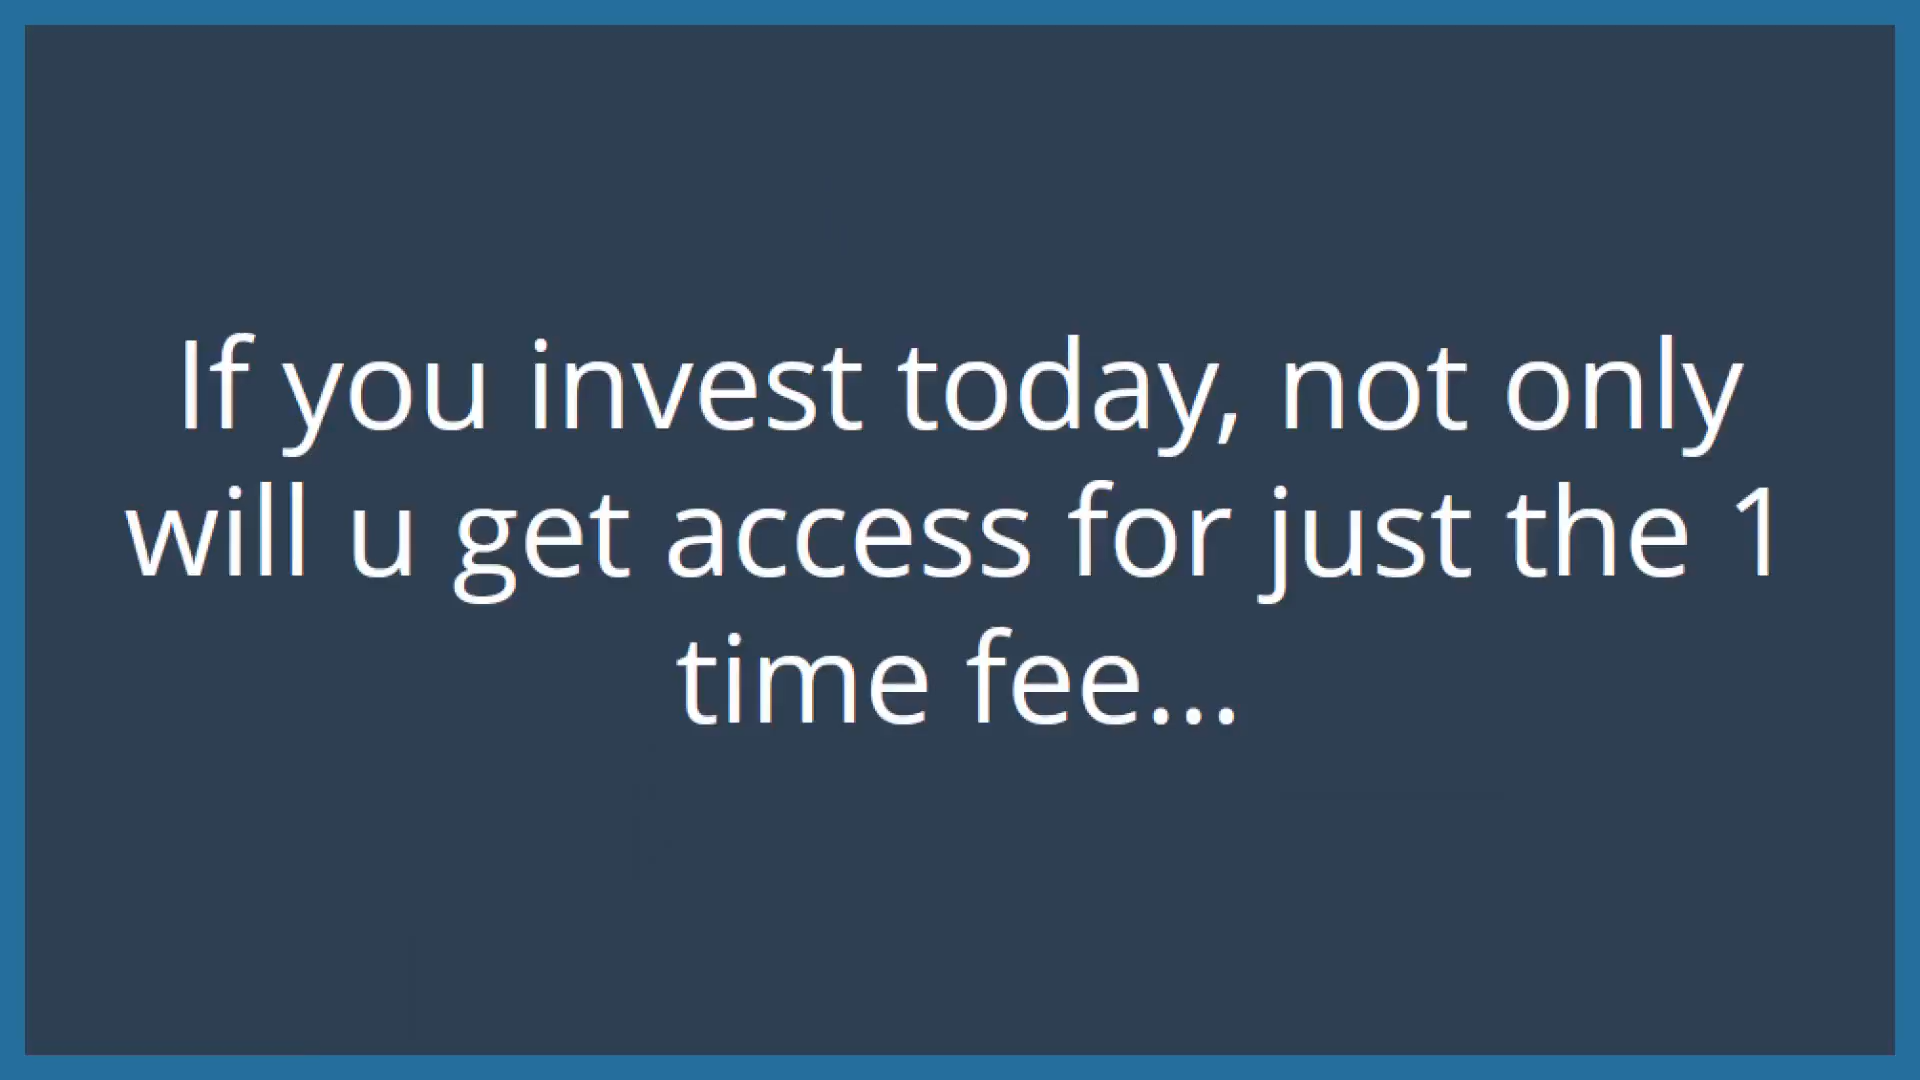 If you invest today, not only
will u get access for just the 1
time fee...